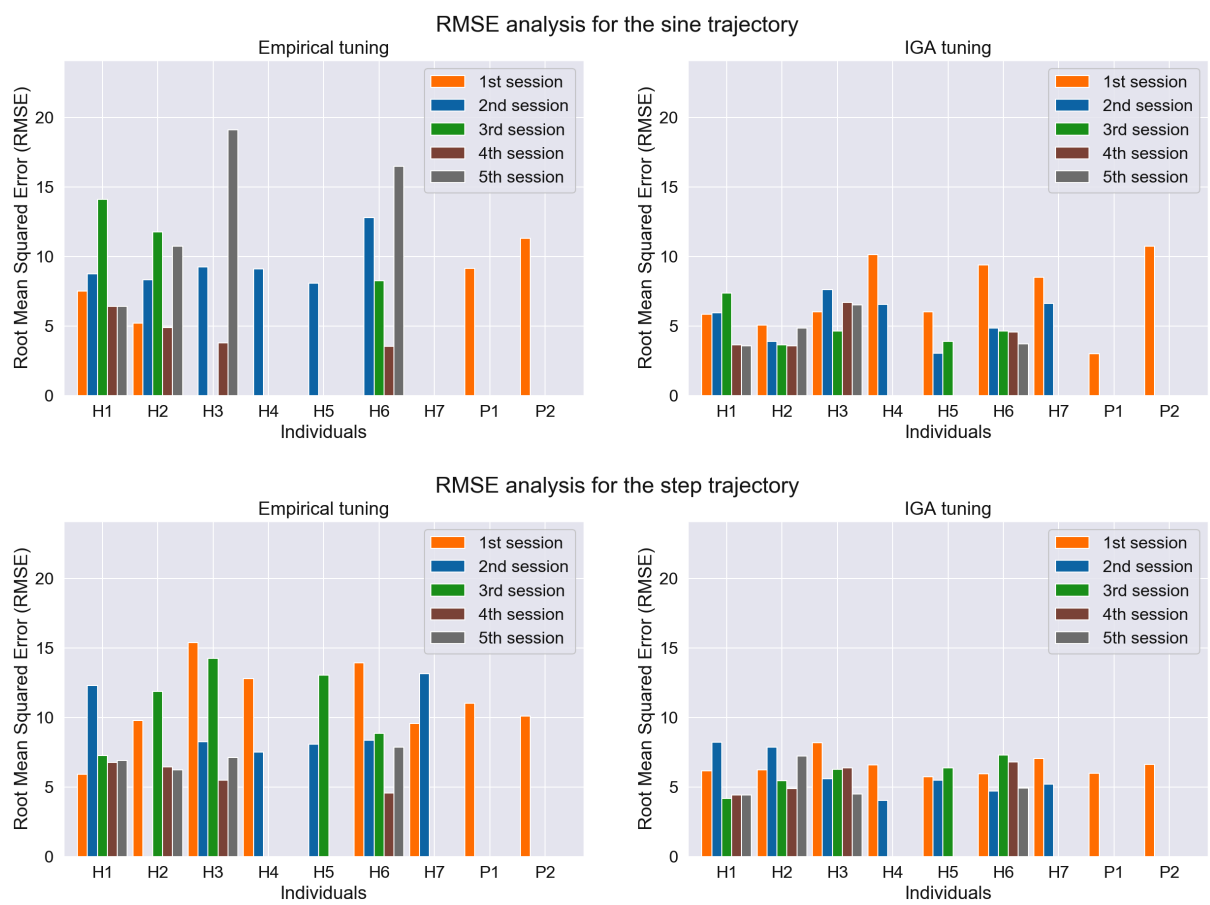 RMSE analysis for the sine trajectory
Empirical tuning
Root Mean Squared Error (RMSE)
20
15
10
5
0
1st session
2nd session
3rd session
4th session
5th session
H1 H2 H3 H4 H5 H6 H7 P1 P2
Individuals
IGA tuning
Root Mean Squared Error (RMSE)
20
15
10
5
0
1st session
2nd session
3rd session
4th session
5th session
H1 H2 H3 H4 H5 H6 H7 P1 P2
Individuals
RMSE analysis for the step trajectory
Empirical tuning
Root Mean Squared Error (RMSE)
20
15
10
5
0
1st session
2nd session
3rd session
4th session
5th session
H1 H2 H3 H4 H5 H6 H7 P1 P2
Individuals
IGA tuning
Root Mean Squared Error (RMSE)
20
15
10
5
0
1st session
2nd session
3rd session
4th session
5th session
H1 H2 H3 H4 H5 H6 H7 P1 P2
Individuals